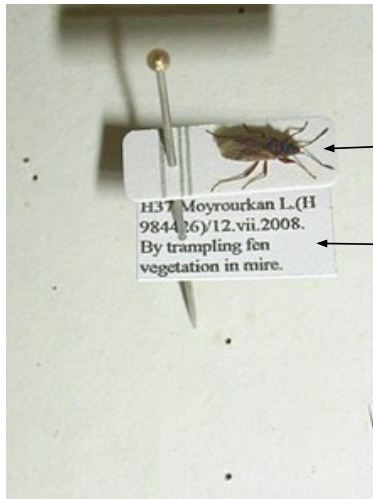 H37 Moyrourkan L.(H
984426)/12.vii.2008.
By trampling fen
vegetation in mire.